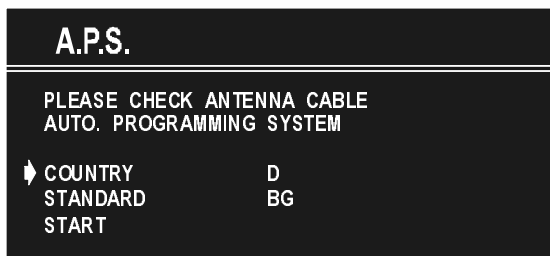 A.P.S.
PLEASE CHECK ANTENNA CABLE
AUTO. PROGRAMMING SYSTEM
COUNTRY D
STANDARD BG
START